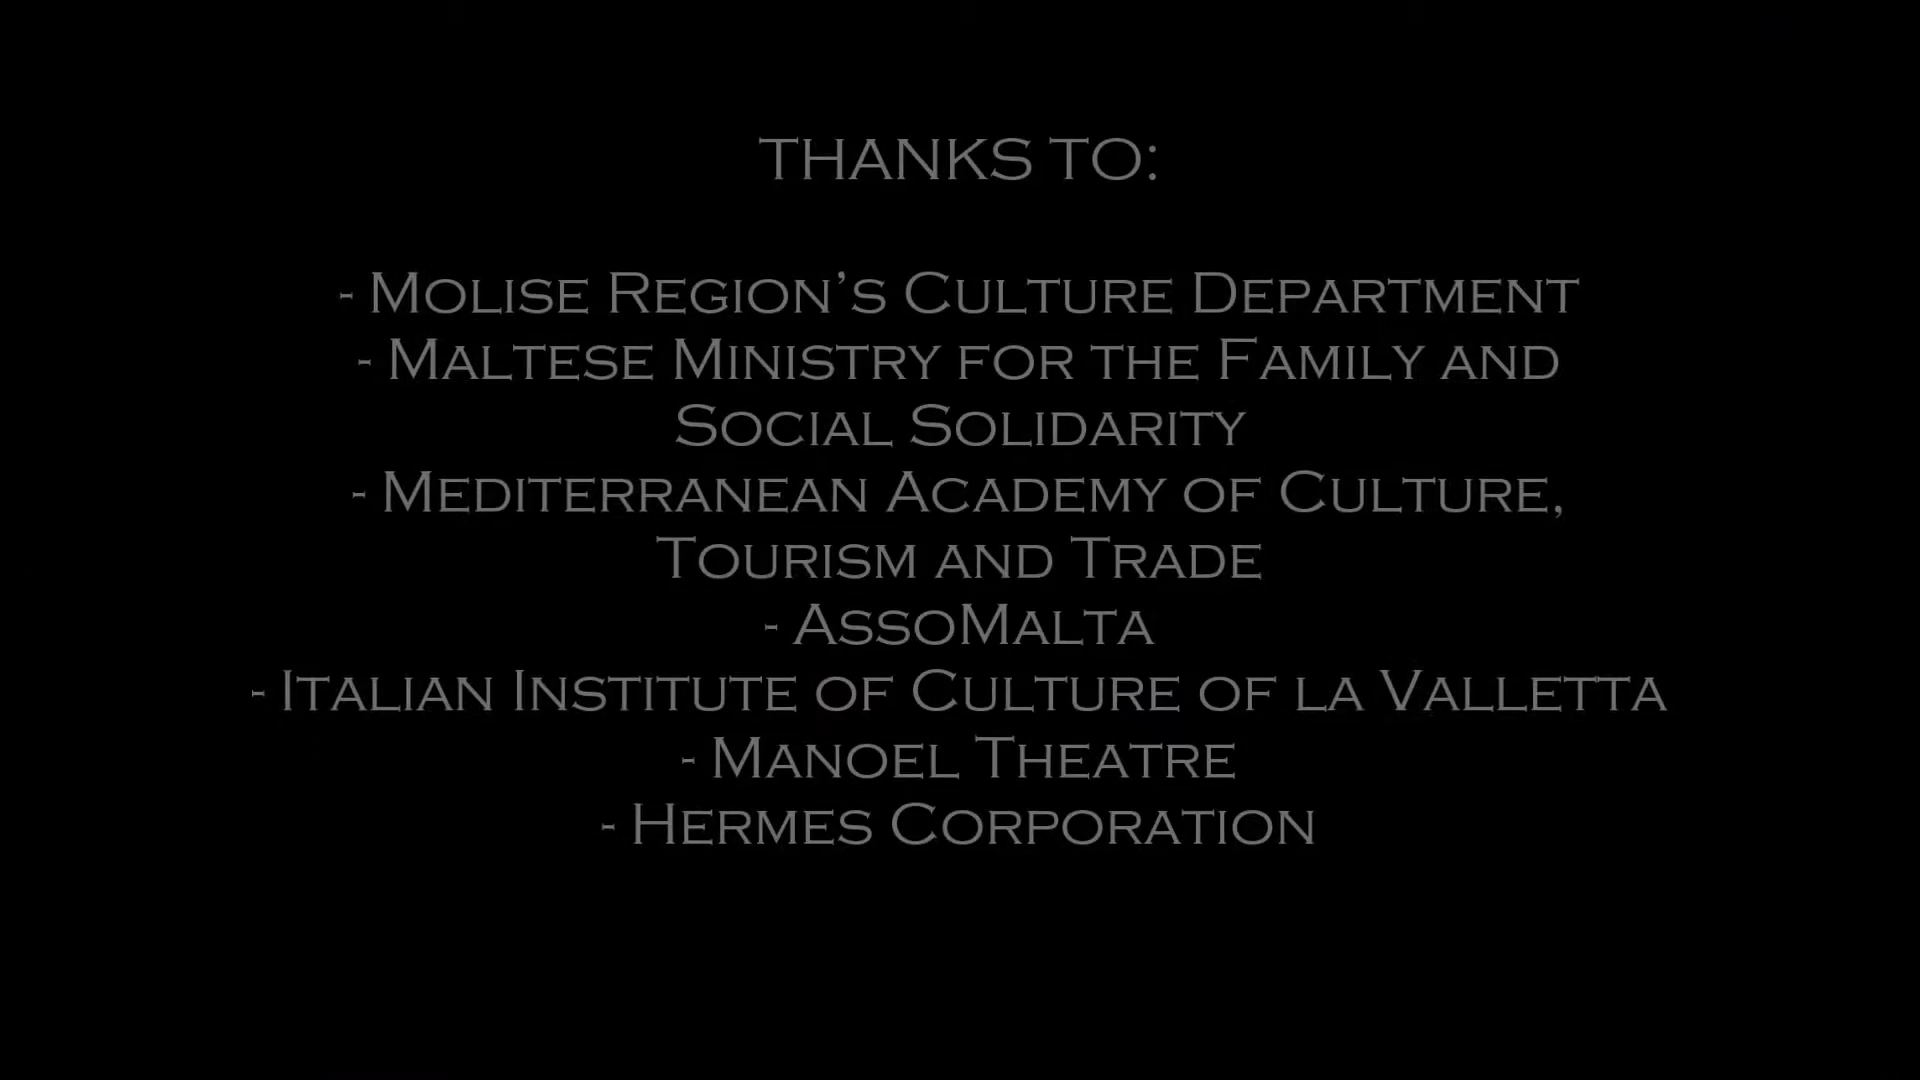 THANKS TO:
- Molise Region’s Culture Department
- Maltese Ministry for the Family and
Social Solidarity
- Mediterranean Academy of Culture,
Tourism and Trade
- AssoMalta
- Italian Institute of Culture of la Valletta
- Manoel Theatre
- Hermes Corporation